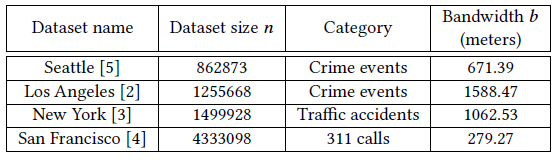 Dataset name Dataset size n Category Bandwidth b (meters)
Seattle [5] 862873 Crime events 671.39
Los Angeles [2] 1255668 Crime events 1588.47
New York [3] 1499928 Traffic accidents 1062.53
San Francisco [4] 4333098 311 calls 279.27